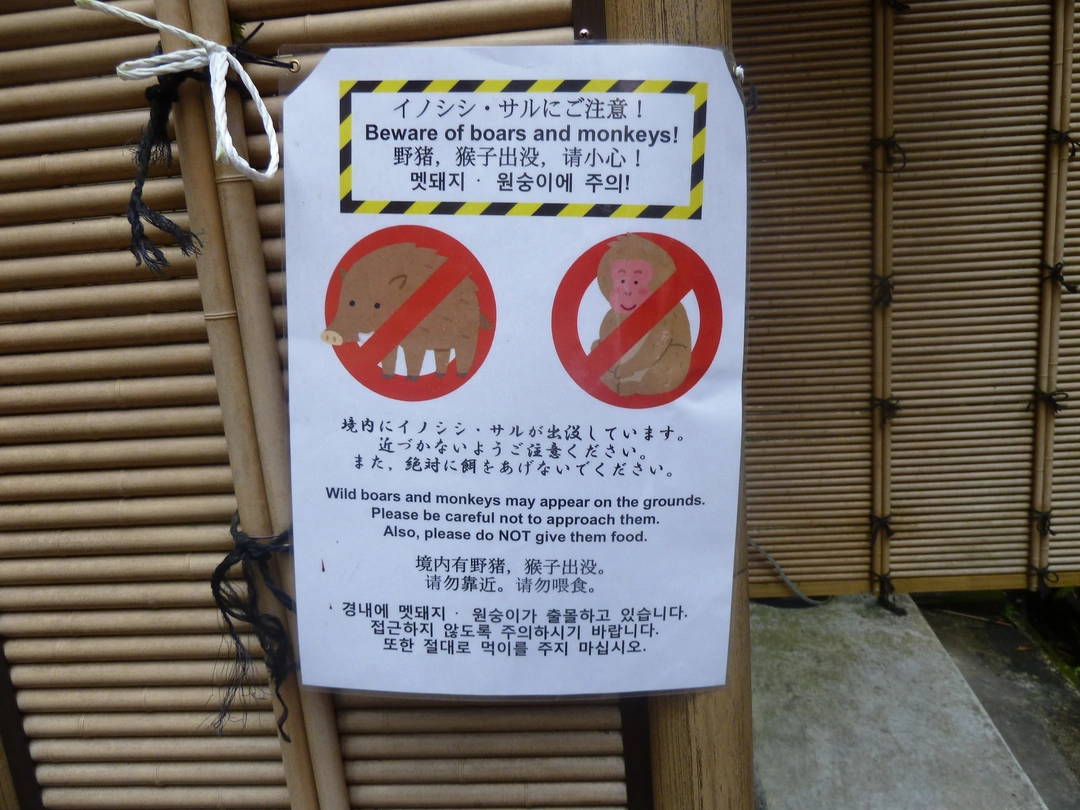 イノシシ・サルにご注意！
Beware of boars and monkeys!
野猪，猴子出没，请小心！
멧돼지 · 원숭이에 주의!
境内にイノシシ・サルが出没しています。
近づかないようご注意ください。
また，絶対に餌をあげないでください。
Wild boars and monkeys may appear on the grounds.
Please be careful not to approach them.
Also, please do NOT give them food.
境内有野猪，猴子出没。
请勿靠近。请勿喂食。
경내에 멧돼지 · 원숭이가 출몰하고 있습니다.
접근하지 않도록 주의하시기 바랍니다.
또한 절대로 먹이를 주지 마십시오.